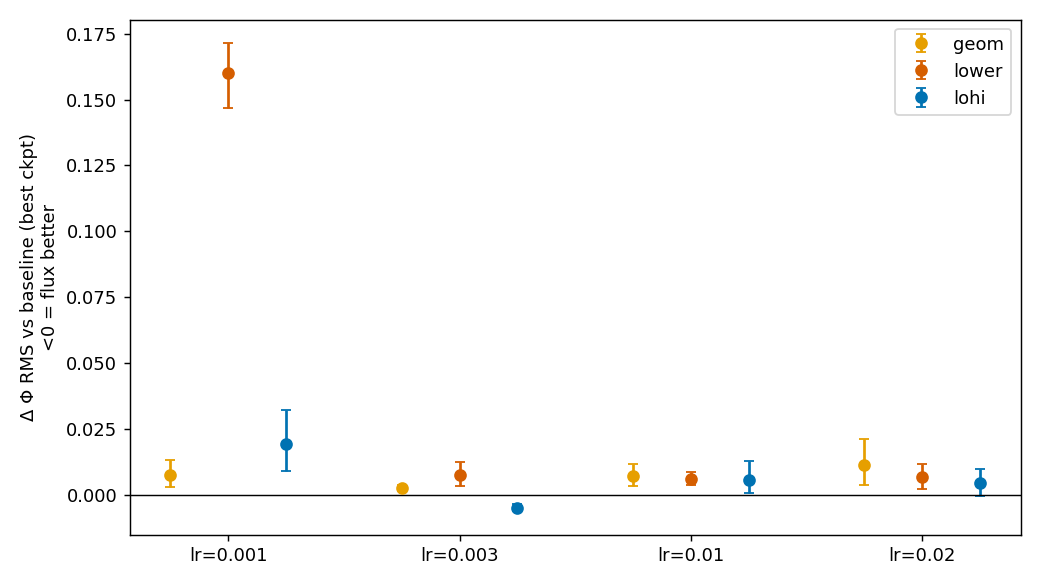 Δ Φ RMS vs baseline (best ckpt)
<0 = flux better
0.175
0.150
0.125
0.100
0.075
0.050
0.025
0.000
lr=0.001
lr=0.003
lr=0.01
lr=0.02
geom
lower
lohi